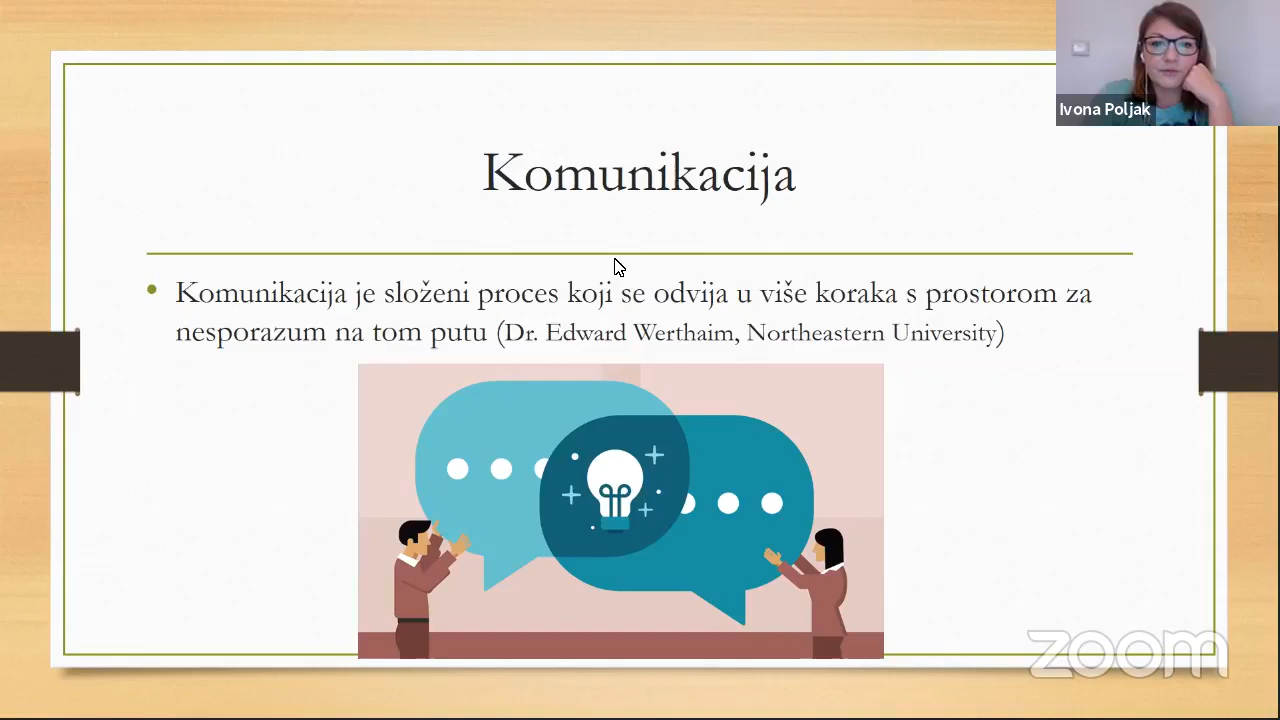 Ivona Poljak
Komunikacija
Komunikacija je složeni proces koji se odvija u više koraka s prostorom za
nesporazum na tom putu (Dr. Edward Werthaim, Northeastern University)
zoom